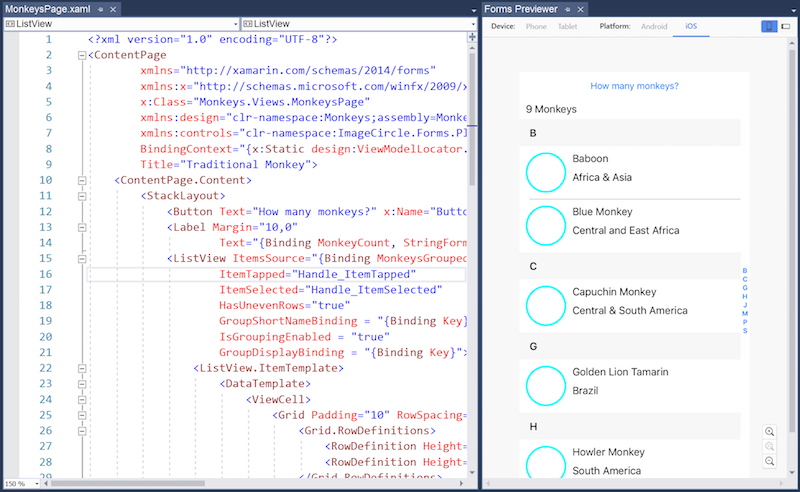 MonkeysPage.xaml
ListView
ListView
1 <?xml version="1.0" encoding="UTF-8"?>
2 <ContentPage
3 xmlns="http://xamarin.com/schemas/2014/forms"
4 xmlns:x="http://schemas.microsoft.com/winfx/2009/x
5 x:Class="Monkeys.Views.MonkeysPage"
6 xmlns:design="clr-namespace:Monkeys;assembly=Monke
7 xmlns:controls="clr-namespace:ImageCircle.Forms.Pl
8 BindingContext="{x:Static design:ViewModelLocator.
9 Title="Traditional Monkey">
10 <ContentPage.Content>
11 <StackLayout>
12 <Button Text="How many monkeys?" x:Name="Butto
13 <Label Margin="10,0"
14 Text="{Binding MonkeyCount, StringForm
15 <ListView ItemsSource="{Binding MonkeysGrouped
16 ItemTapped="Handle_ItemTapped"
17 ItemSelected="Handle_ItemSelected"
18 HasUnevenRows="true"
19 GroupShortNameBinding = "{Binding Key}
20 IsGroupingEnabled = "true"
21 GroupDisplayBinding = "{Binding Key}">
22 <ListView.ItemTemplate>
23 <DataTemplate>
24 <ViewCell>
25 <Grid Padding="10" RowSpacing=
26 <Grid.RowDefinitions>
27 <RowDefinition Height=
28 <RowDefinition Height=
29 </Grid.RowDefinitions>
150 %
Forms Previewer
Device: Phone Tablet Platform: Android iOS
How many monkeys?
9 Monkeys
B
Baboon
Africa & Asia
Blue Monkey
Central and East Africa
C
Capuchin Monkey
Central & South America
G
Golden Lion Tamarin
Brazil
H
Howler Monkey
South America
B
C
G
H
J
M
P
S